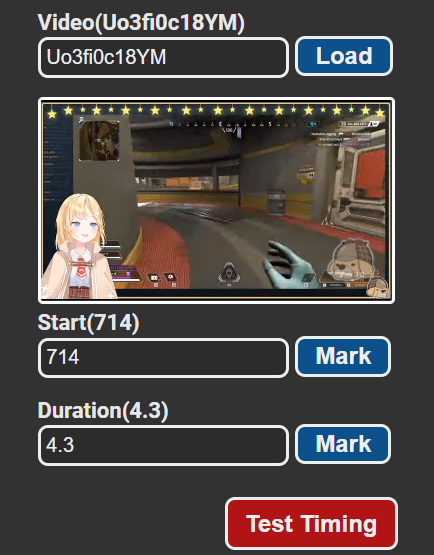 Video(Uo3fi0c18YM)
Uo3fi0c18YM
Load
Start(714)
714
Mark
Duration(4.3)
4.3
Mark
Test Timing